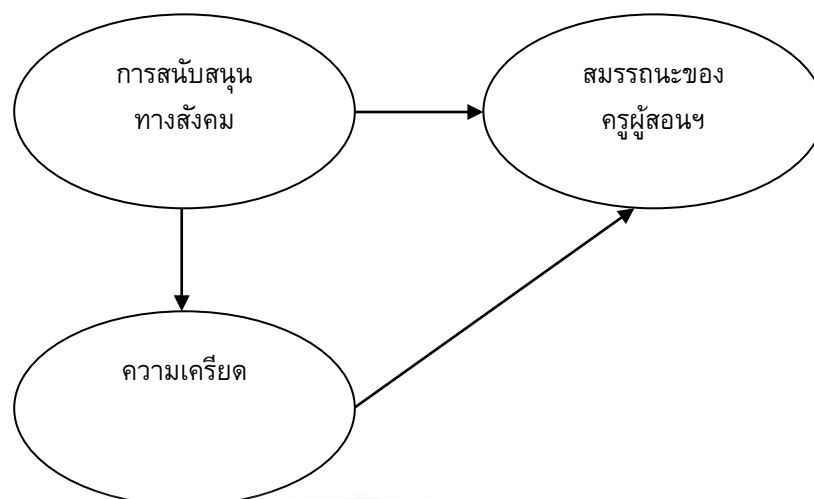 การสนับสนุน
ทางสังคม
สมรรถนะของ
ครูผู้สอนฯ
ความเครียด